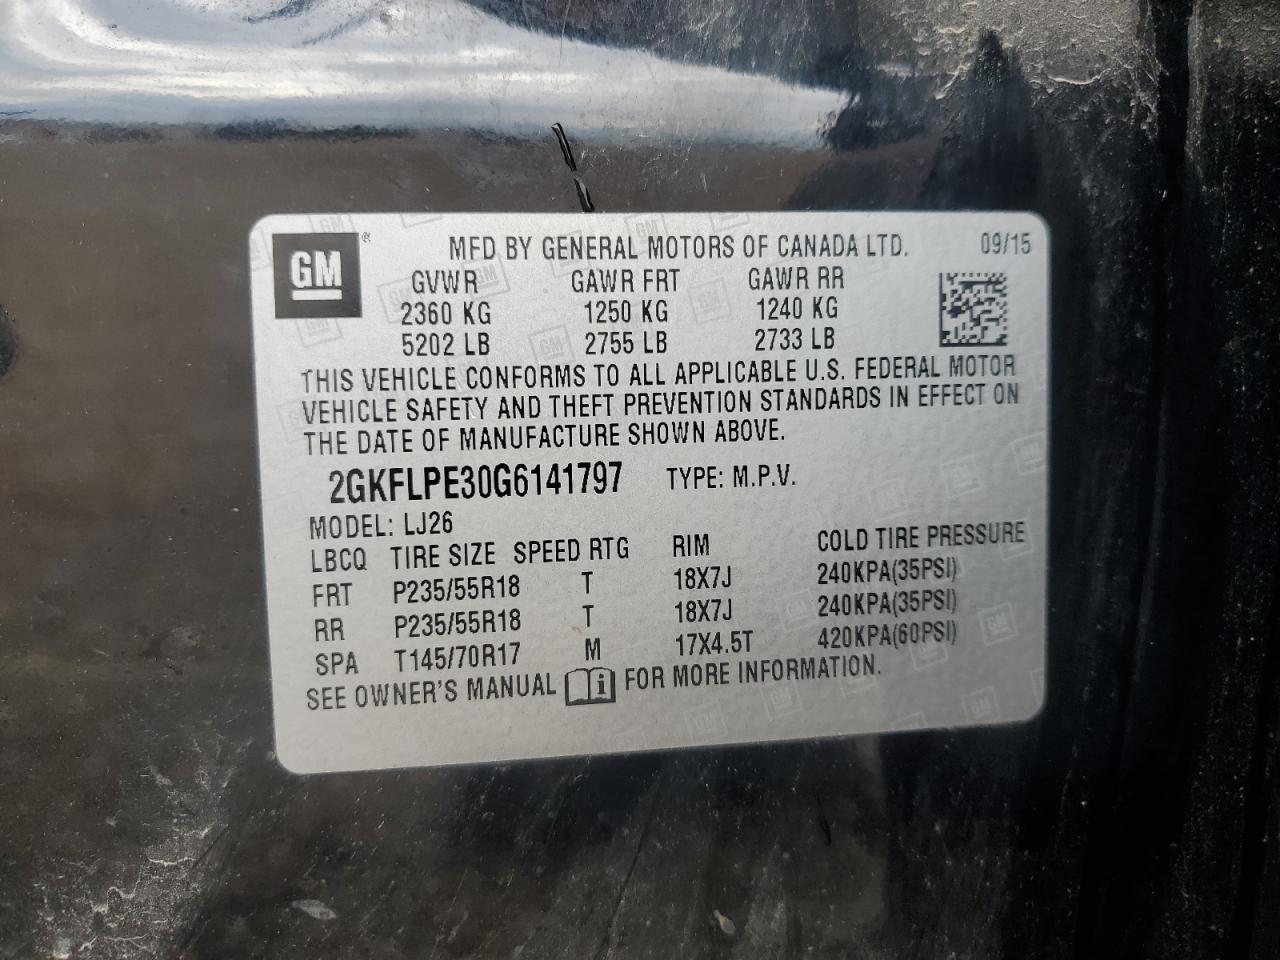 GM® MFD BY GENERAL MOTORS OF CANADA LTD. 09/15
GVWR GAWR FRT GAWR RR
2360 KG 1250 KG 1240 KG
5202 LB 2755 LB 2733 LB
THIS VEHICLE CONFORMS TO ALL APPLICABLE U.S. FEDERAL MOTOR
VEHICLE SAFETY AND THEFT PREVENTION STANDARDS IN EFFECT ON
THE DATE OF MANUFACTURE SHOWN ABOVE.
2GKFLPE30G6141797 TYPE: M.P.V.
MODEL: LJ26
LBCQ TIRE SIZE SPEED RTG RIM COLD TIRE PRESSURE
FRT P235/55R18 T 18X7J 240KPA(35PSI)
RR P235/55R18 T 18X7J 240KPA(35PSI)
SPA T145/70R17 M 17X4.5T 420KPA(60PSI)
SEE OWNER'S MANUAL FOR MORE INFORMATION.